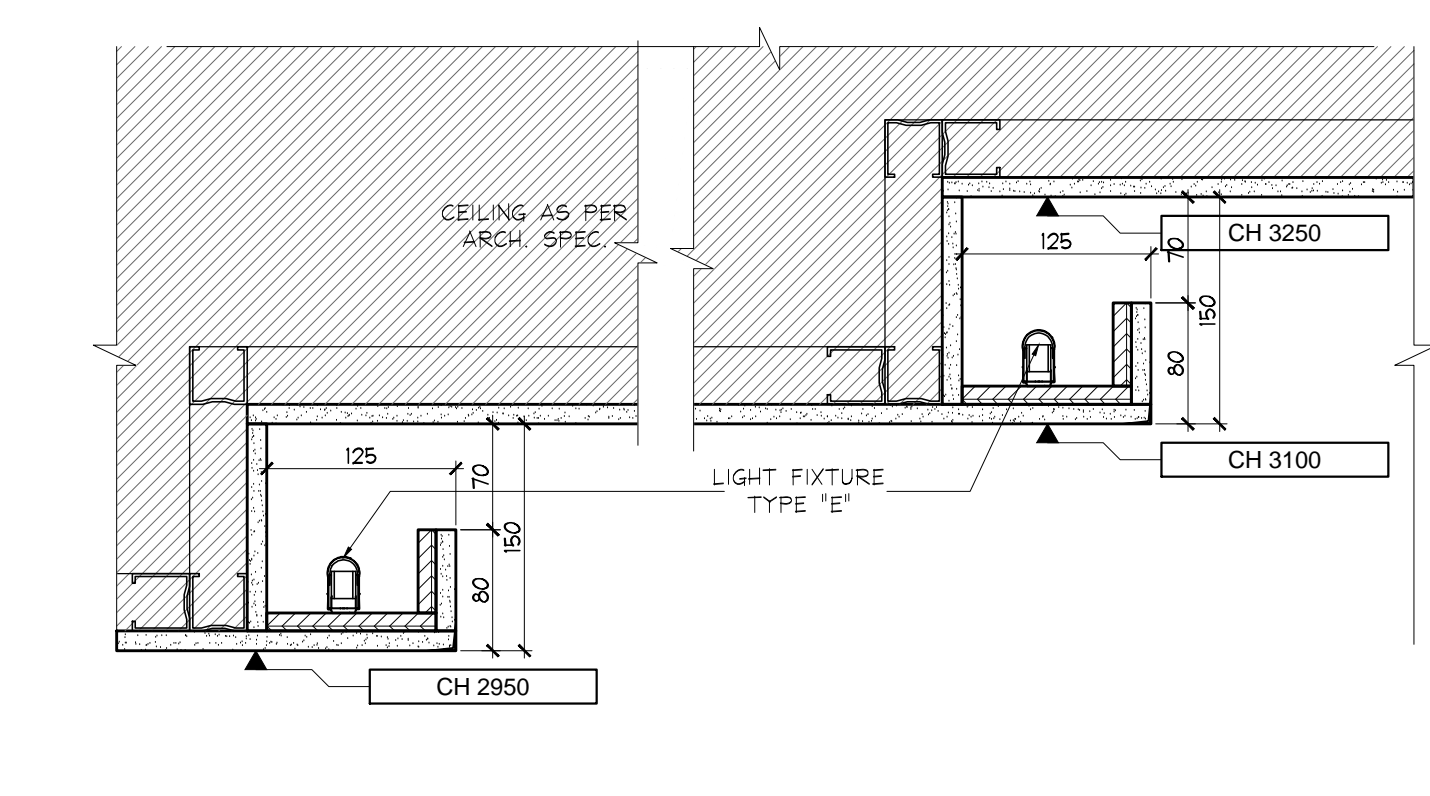 CEILING AS PER
ARCH. SPEC.
CH 3250
125
70
150
80
CH 3100
LIGHT FIXTURE
TYPE "E"
125
70
150
80
CH 2950